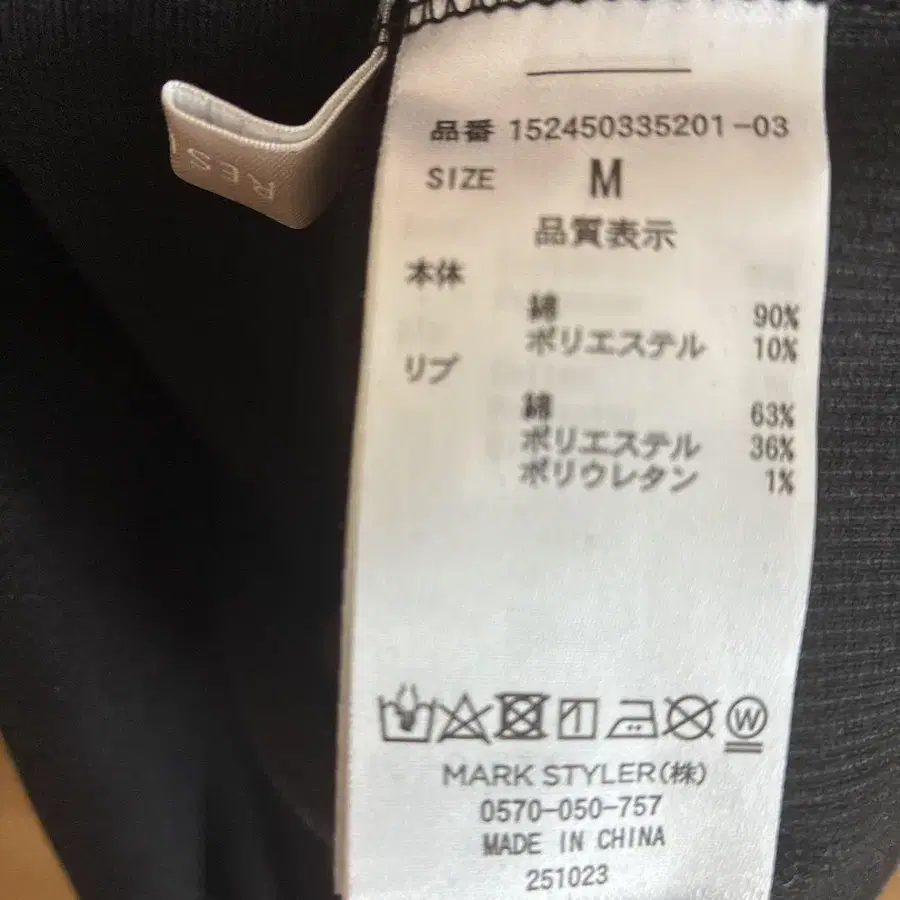 RES
品番 152450335201-03
SIZE M
品質表示
本体
綿 90%
ポリエステル 10%
リブ
綿 63%
ポリエステル 36%
ポリウレタン 1%
W
MARK STYLER(株)
0570-050-757
MADE IN CHINA
251023